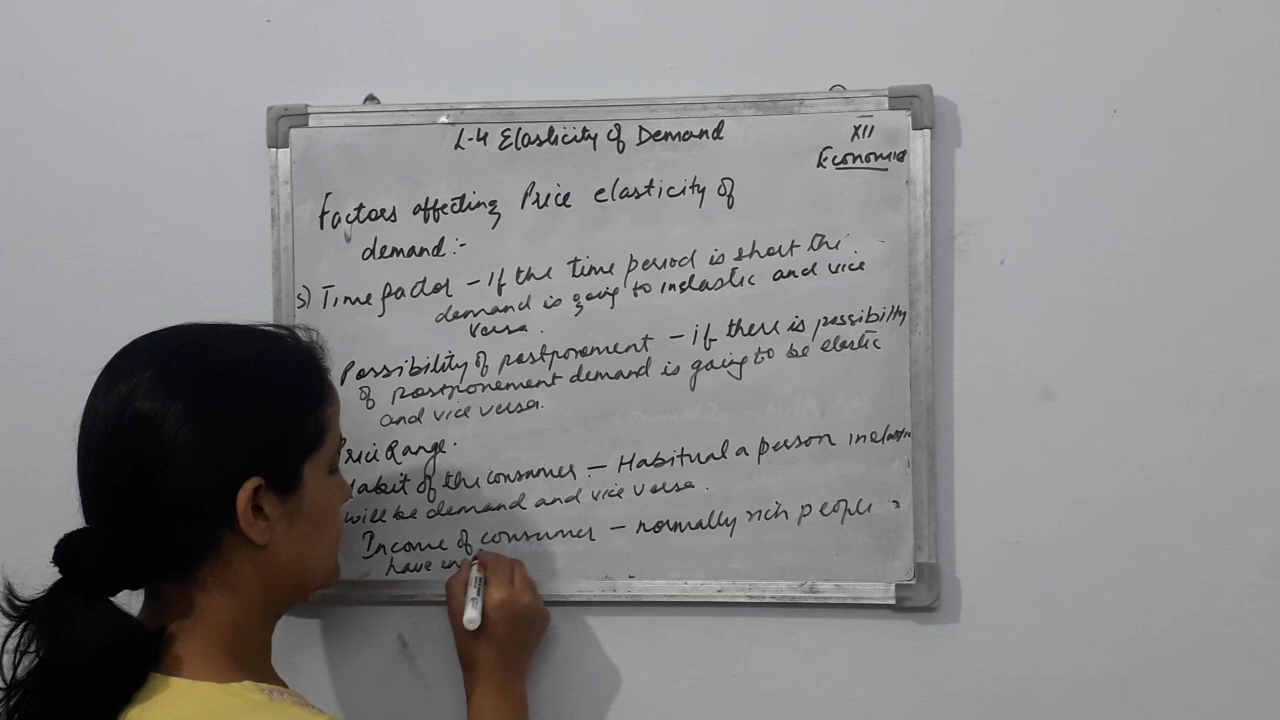 L-4 Elasticity of Demand
XII
Economics
Factors affecting Price elasticity of
demand:-
5) Time factor - If the time period is short the
demand is going to inelastic and vice
versa.
Possibility of postponement - if there is possibility
of postponement demand is going to be elastic
and vice versa.
Price Range.
Habit of the consumer - Habitual a person inelastic
will be demand and vice versa.
Income of consumer - normally rich people
have in